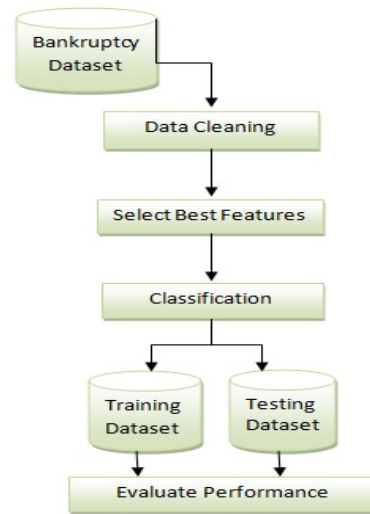 Bankruptcy
Dataset
Data Cleaning
Select Best Features
Classification
Training
Dataset
Testing
Dataset
Evaluate Performance